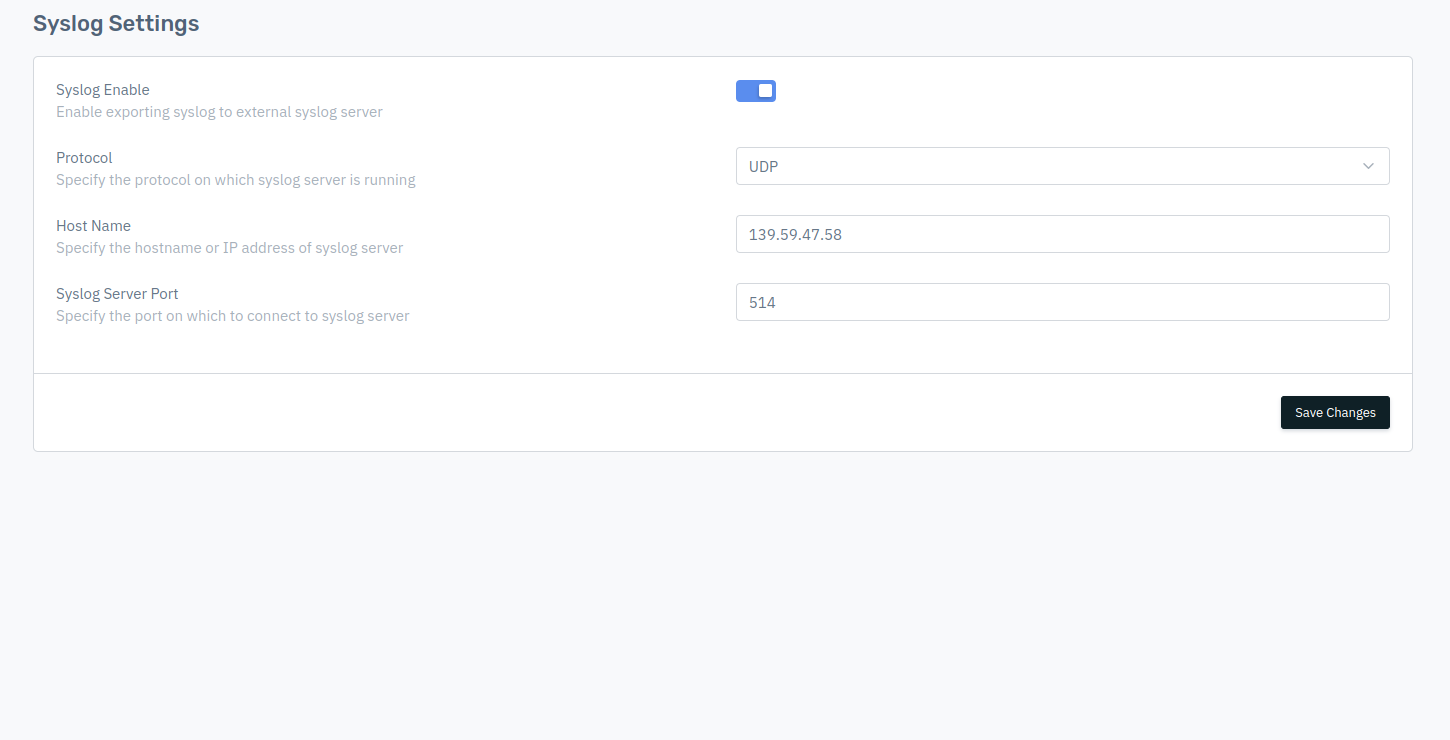 Syslog Settings
Syslog Enable
Enable exporting syslog to external syslog server
Protocol
Specify the protocol on which syslog server is running
UDP
Host Name
Specify the hostname or IP address of syslog server
139.59.47.58
Syslog Server Port
Specify the port on which to connect to syslog server
514
Save Changes